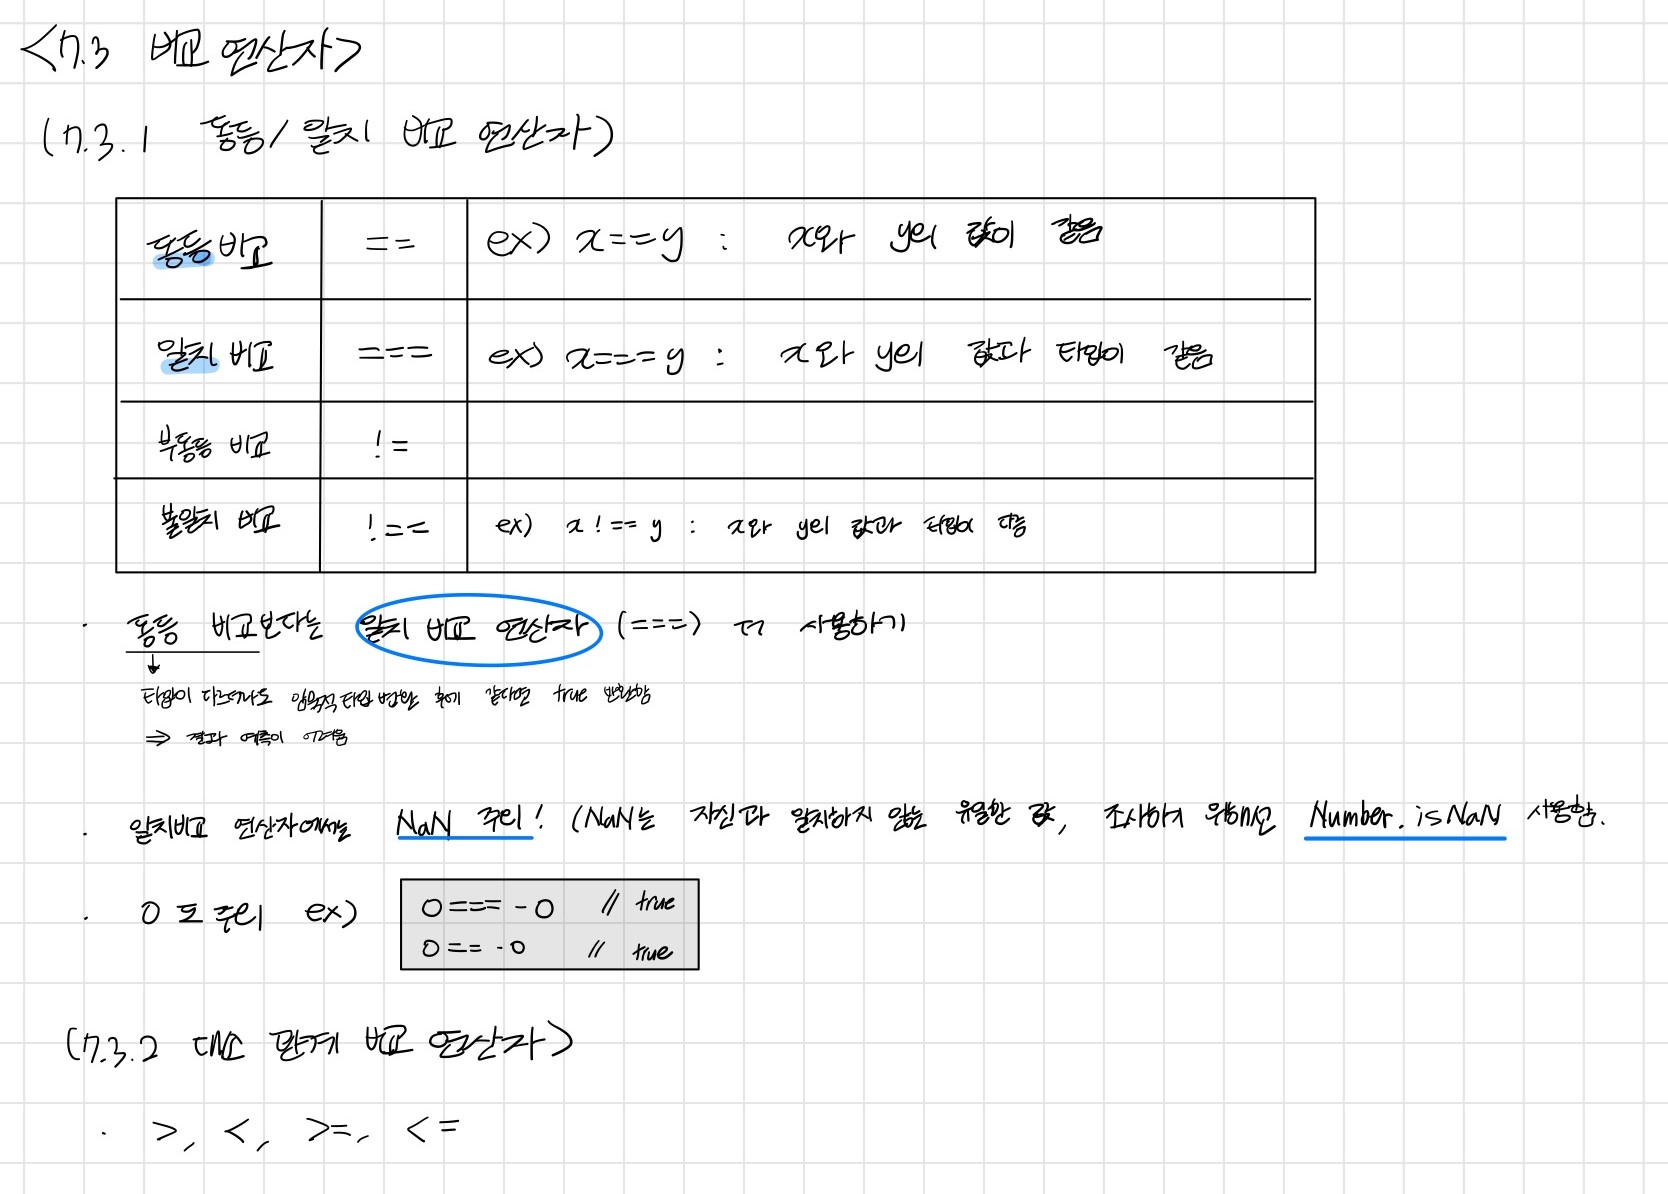 <7.3 비교 연산자>
(7.3.1 동등/일치 비교 연산자)
동등 비교 == ex) x==y : x와 y의 값이 같음
일치 비교 === ex) x===y : x와 y의 값과 타입이 같음
부동등 비교 !=
불일치 비교 !== ex) x!==y : x와 y의 값과 타입이 다름
· 동등 비교보다는 일치 비교 연산자 (===) 더 사용하기
↓
타입이 다르더라도 암묵적 타입 변환 후에 같다면 true 반환함
⇒ 결과 예측이 어려움
· 일치비교 연산자에서는 NaN 주의! (NaN는 자신과 일치하지 않는 유일한 값, 조사하기 위해선 Number.isNaN 사용함.
· 0도 주의 ex)
0 === -0 // true
0 == -0 // true
(7.3.2 대소 관계 비교 연산자)
· >, <, >=, <=